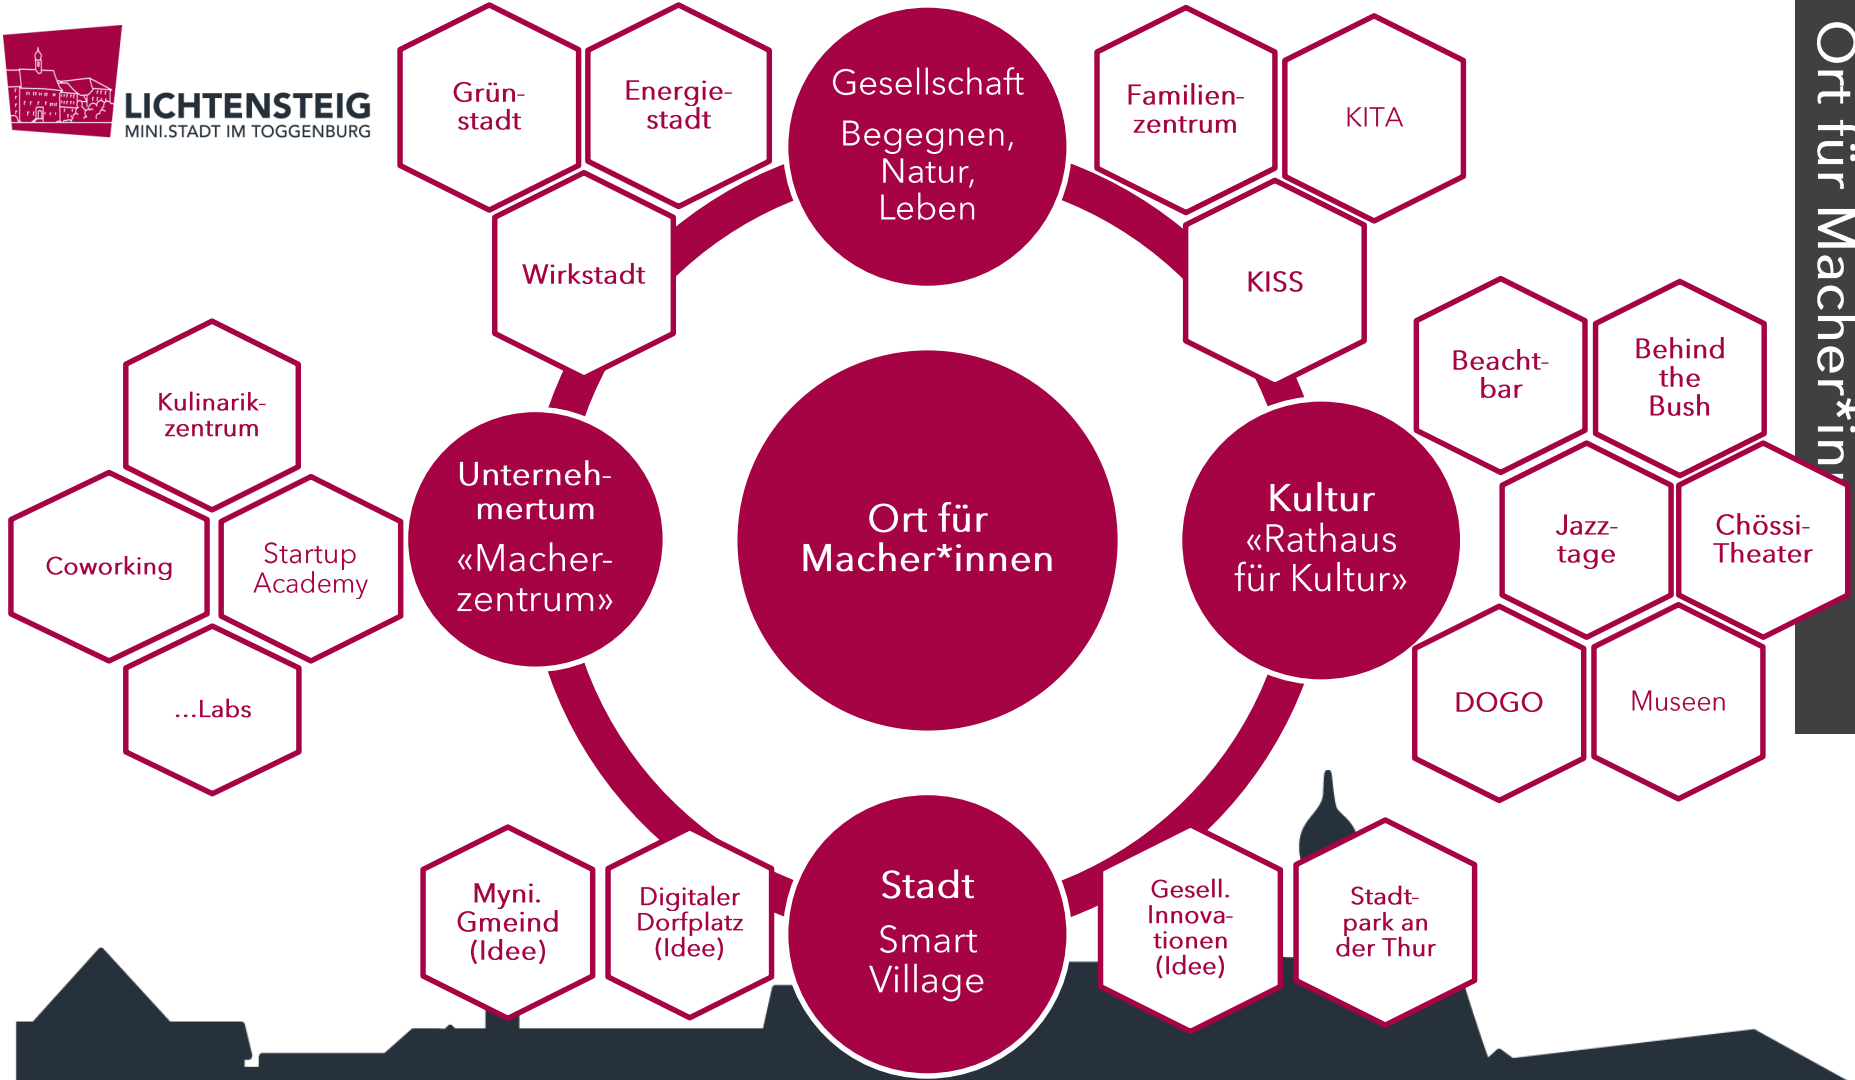 LICHTENSTEIG
MINI.STADT IM TOGGENBURG
Grün-
stadt
Energie-
stadt
Wirkstadt
Gesellschaft
Begegnen,
Natur,
Leben
Familien-
zentrum
KITA
KISS
Kulinarik-
zentrum
Coworking
Startup
Academy
...Labs
Unterneh-
mertum
«Macher-
zentrum»
Ort für
Macher*innen
Kultur
«Rathaus
für Kultur»
Beacht-
bar
Behind
the
Bush
Jazz-
tage
Chössi-
Theater
DOGO
Museen
Myni.
Gmeind
(Idee)
Digitaler
Dorfplatz
(Idee)
Stadt
Smart
Village
Gesell.
Innova-
tionen
(Idee)
Stadt-
park an
der Thur
Ort für